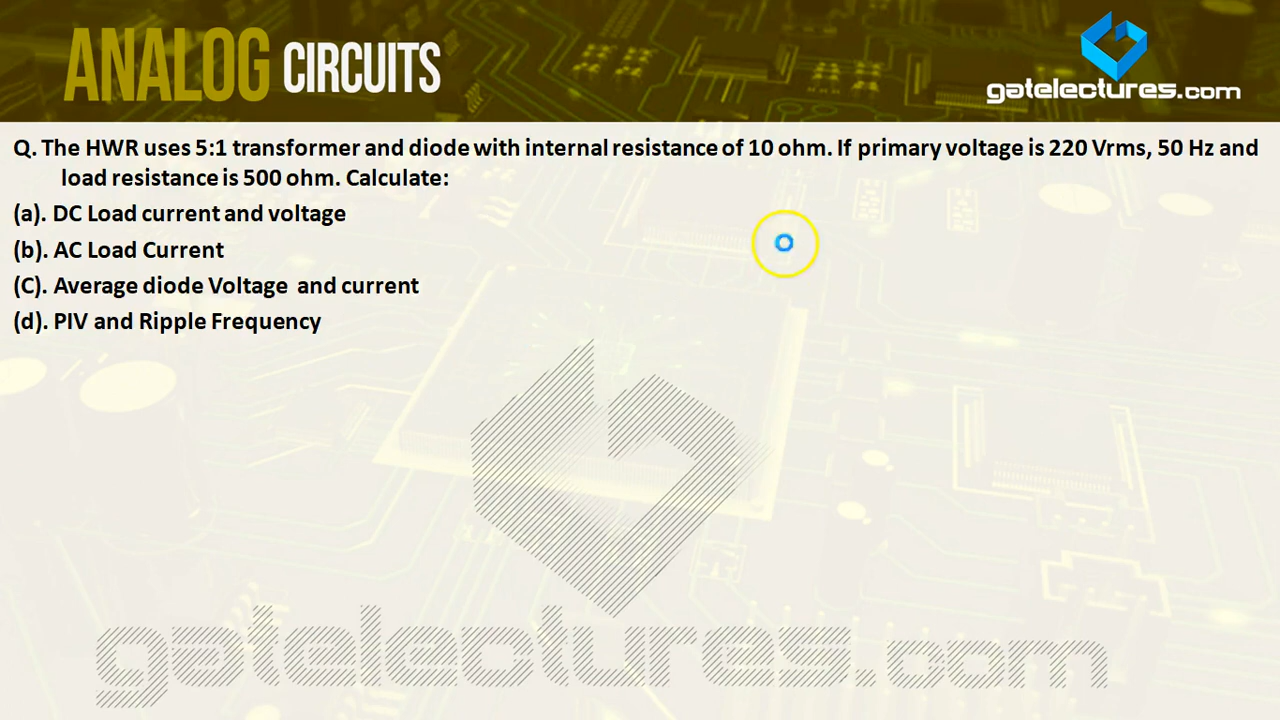 ANALOG CIRCUITS
gatelectures.com
Q. The HWR uses 5:1 transformer and diode with internal resistance of 10 ohm. If primary voltage is 220 Vrms, 50 Hz and
load resistance is 500 ohm. Calculate:
(a). DC Load current and voltage
(b). AC Load Current
(C). Average diode Voltage and current
(d). PIV and Ripple Frequency
gatelectures.com